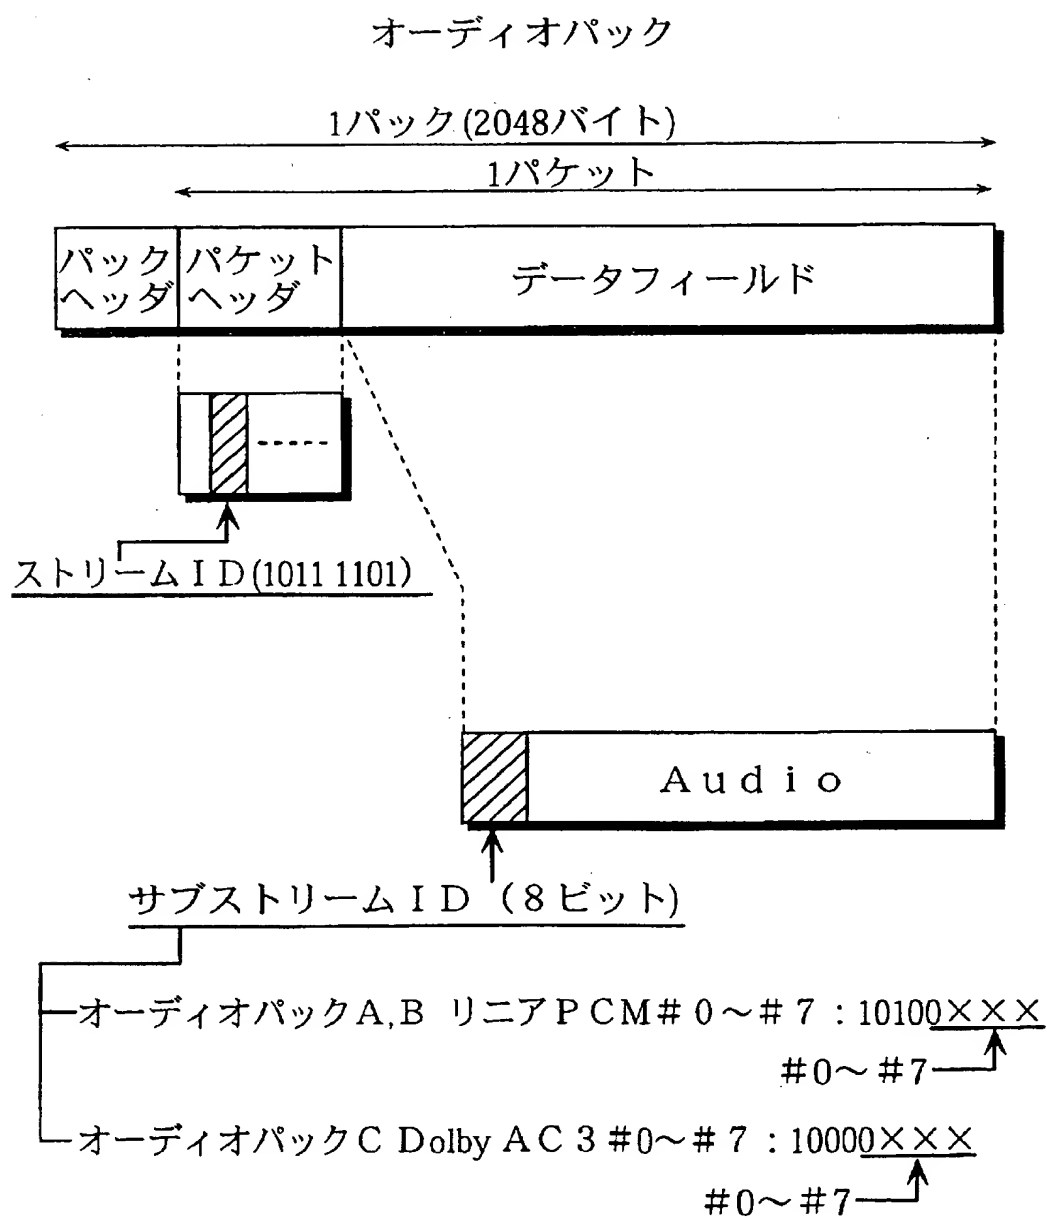 オーディオパック
1パック(2048バイト)
1パケット
パック
ヘッダ
パケット
ヘッダ
データフィールド
ストリームＩＤ(1011 1101)
Ａｕｄｉｏ
サブストリームＩＤ（８ビット)
オーディオパックＡ,Ｂ リニアＰＣＭ＃０～＃７：10100×××
＃0～＃7
オーディオパックＣ Dolby ＡＣ３＃0～＃７：10000×××
＃0～＃7